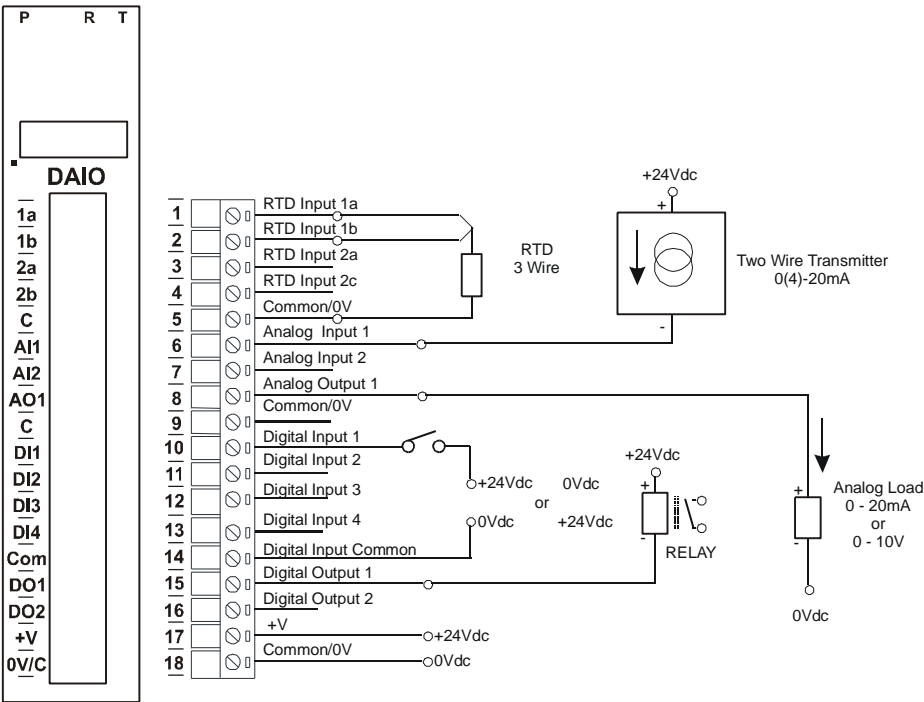 P R T
DAIO
1a
1b
2a
2b
C
AI1
AI2
AO1
C
DI1
DI2
DI3
DI4
Com
DO1
DO2
+V
0V/C
1 RTD Input 1a
2 RTD Input 1b
3 RTD Input 2a
4 RTD Input 2c
5 Common/0V
6 Analog Input 1
7 Analog Input 2
8 Analog Output 1
9 Common/0V
10 Digital Input 1
11 Digital Input 2
12 Digital Input 3
13 Digital Input 4
14 Digital Input Common
15 Digital Output 1
16 Digital Output 2
17 +V
18 Common/0V
RTD
3 Wire
+24Vdc
+
-
Two Wire Transmitter
0(4)-20mA
+24Vdc 0Vdc
or
0Vdc +24Vdc
+24Vdc
+
-
RELAY
+
-
Analog Load
0 - 20mA
or
0 - 10V
0Vdc
+24Vdc
0Vdc